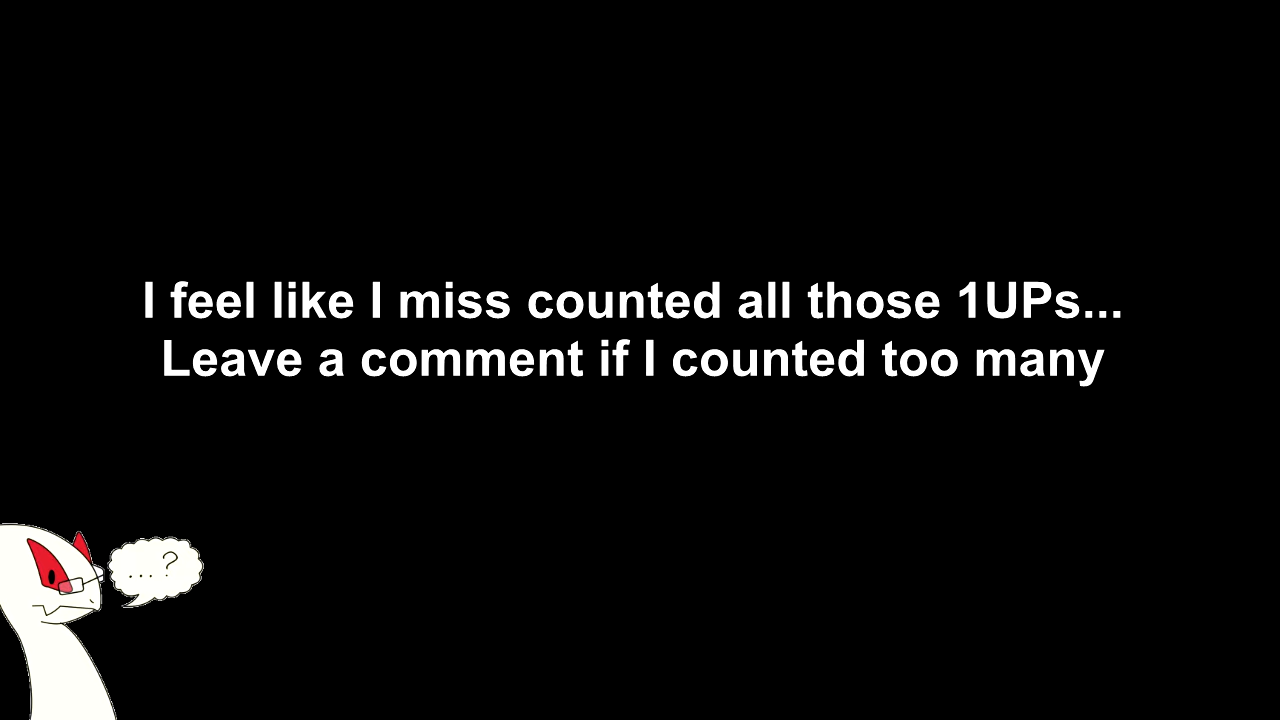 I feel like I miss counted all those 1UPs...
Leave a comment if I counted too many
... ?